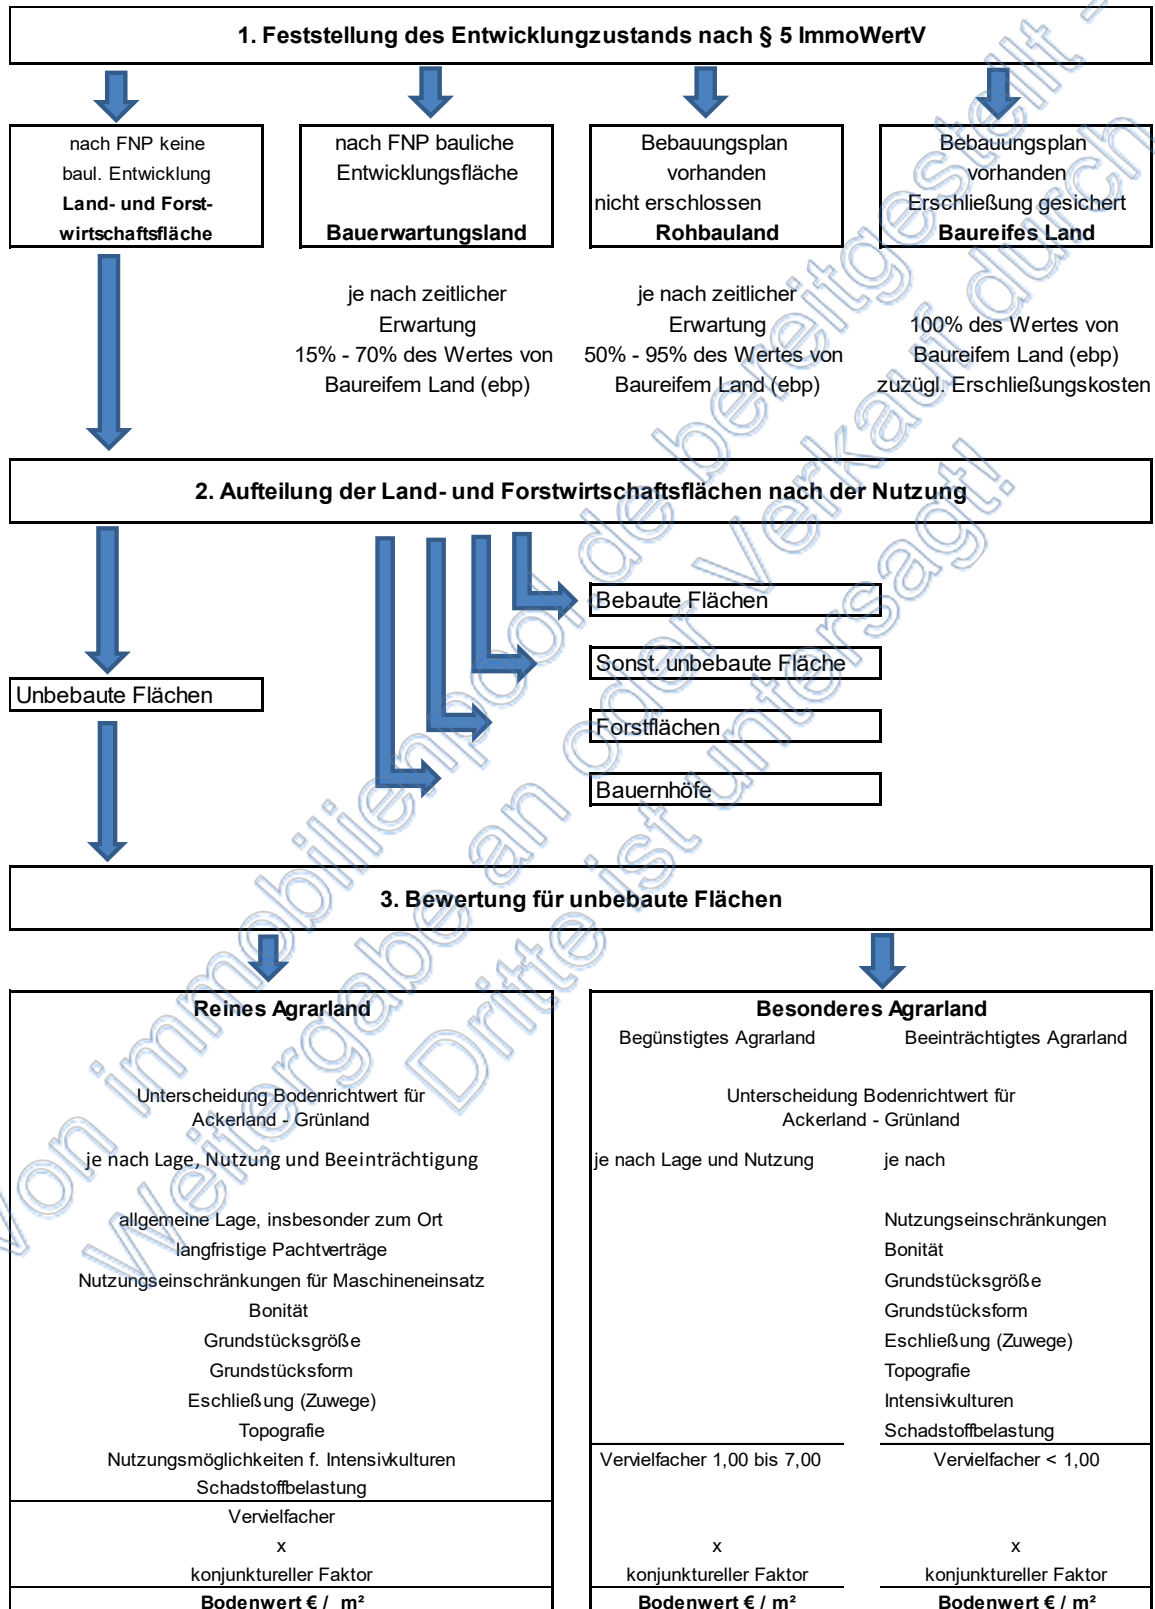 1. Feststellung des Entwicklungzustands nach § 5 ImmoWertV
nach FNP keine
baul. Entwicklung
Land- und Forst-
wirtschaftsfläche
nach FNP bauliche
Entwicklungsfläche
Bauerwartungsland
Bebauungsplan
vorhanden
nicht erschlossen
Rohbauland
Bebauungsplan
vorhanden
Erschließung gesichert
Baureifes Land
je nach zeitlicher
Erwartung
15% - 70% des Wertes von
Baureifem Land (ebp)
je nach zeitlicher
Erwartung
50% - 95% des Wertes von
Baureifem Land (ebp)
100% des Wertes von
Baureifem Land (ebp)
zuzügl. Erschließungskosten
2. Aufteilung der Land- und Forstwirtschaftsflächen nach der Nutzung
Bebaute Flächen
Sonst. unbebaute Fläche
Unbebaute Flächen
Forstflächen
Bauernhöfe
3. Bewertung für unbebaute Flächen
Reines Agrarland
Unterscheidung Bodenrichtwert für
Ackerland - Grünland
je nach Lage, Nutzung und Beeinträchtigung
allgemeine Lage, insbesonder zum Ort
langfristige Pachtverträge
Nutzungseinschränkungen für Maschineneinsatz
Bonität
Grundstücksgröße
Grundstücksform
Eschließung (Zuwege)
Topografie
Nutzungsmöglichkeiten f. Intensivkulturen
Schadstoffbelastung
Vervielfacher
x
konjunktureller Faktor
Bodenwert € / m²
Besonderes Agrarland
Begünstigtes Agrarland
Beeinträchtigtes Agrarland
Unterscheidung Bodenrichtwert für
Ackerland - Grünland
je nach Lage und Nutzung
Vervielfacher 1,00 bis 7,00
x
konjunktureller Faktor
Bodenwert € / m²
je nach
Nutzungseinschränkungen
Bonität
Grundstücksgröße
Grundstücksform
Eschließung (Zuwege)
Topografie
Intensivkulturen
Schadstoffbelastung
Vervielfacher < 1,00
x
konjunktureller Faktor
Bodenwert € / m²
von immobilienpool.de bereitgestellt -
Weitergabe an oder Verkauf durch
Dritte ist untersagt!